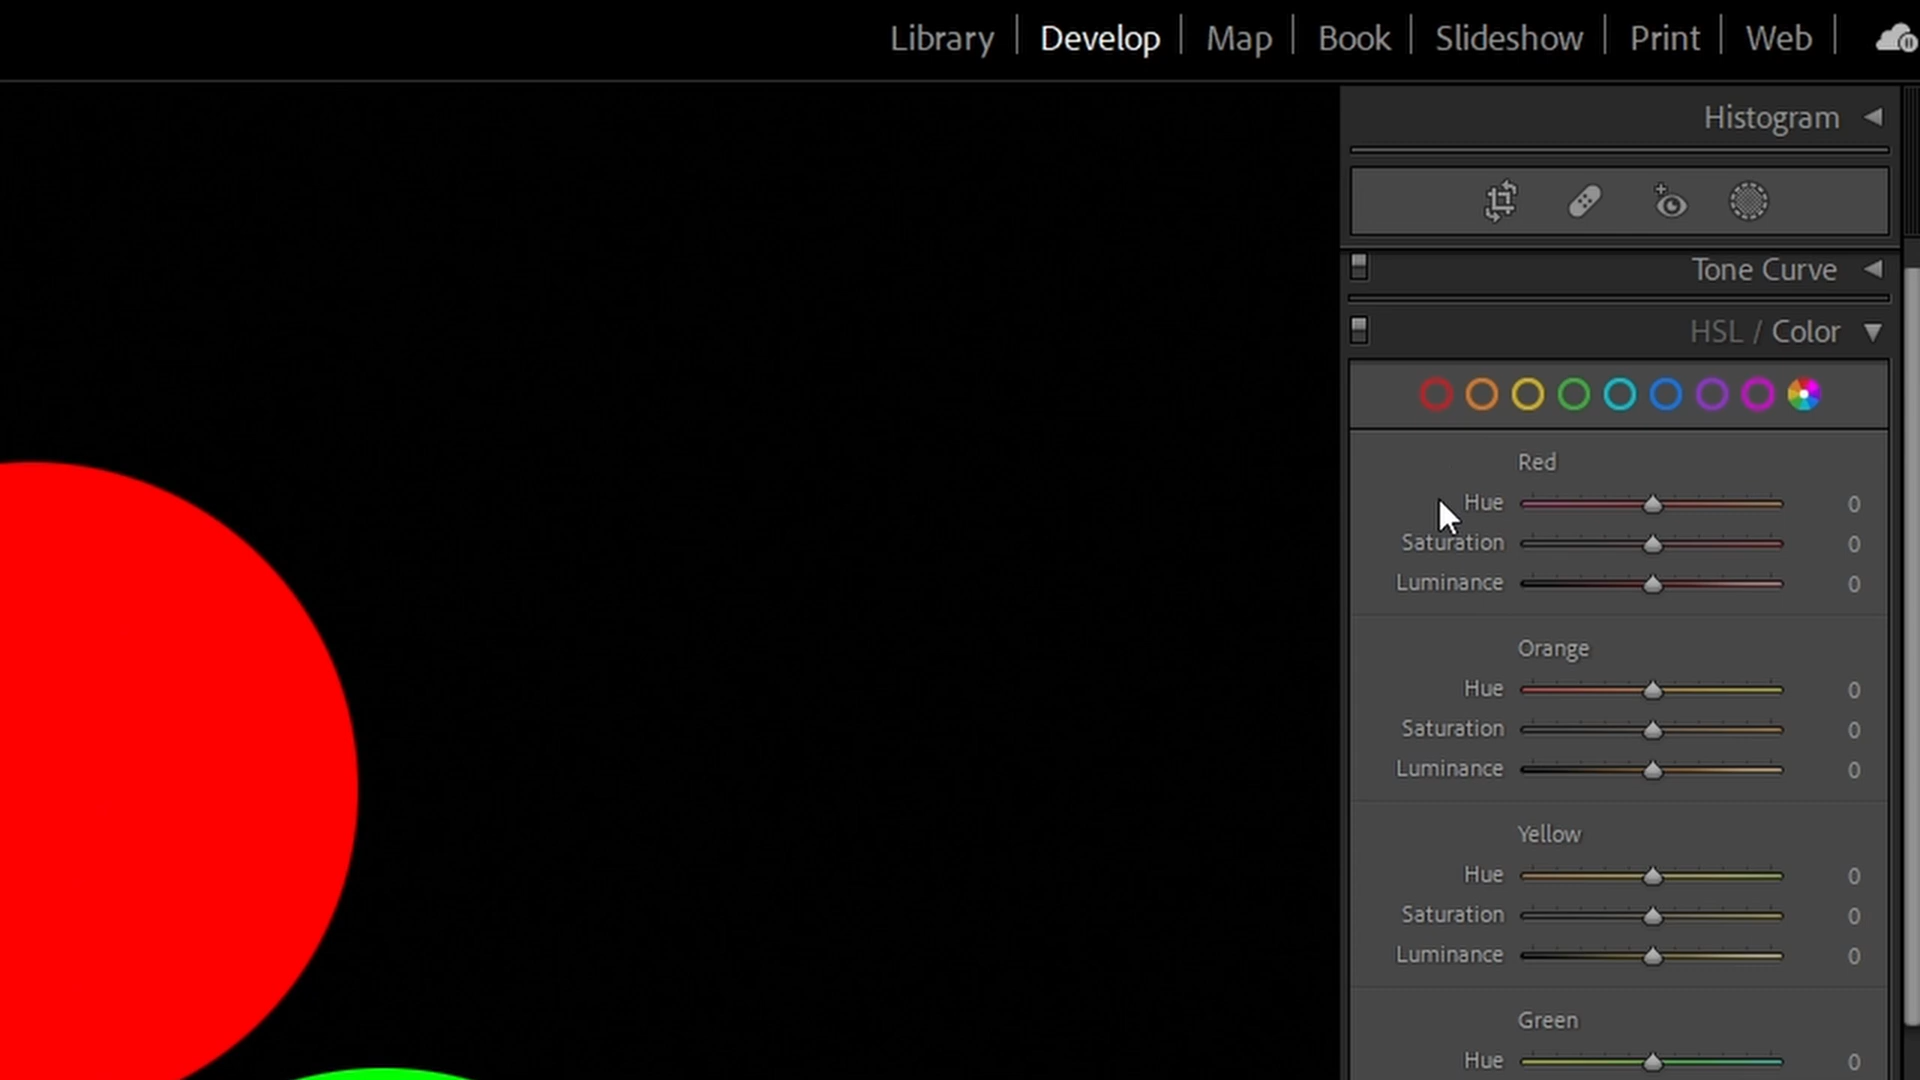 Library | Develop | Map | Book | Slideshow | Print | Web |
Histogram
Tone Curve
HSL / Color
Red
Hue 0
Saturation 0
Luminance 0
Orange
Hue 0
Saturation 0
Luminance 0
Yellow
Hue 0
Saturation 0
Luminance 0
Green
Hue 0